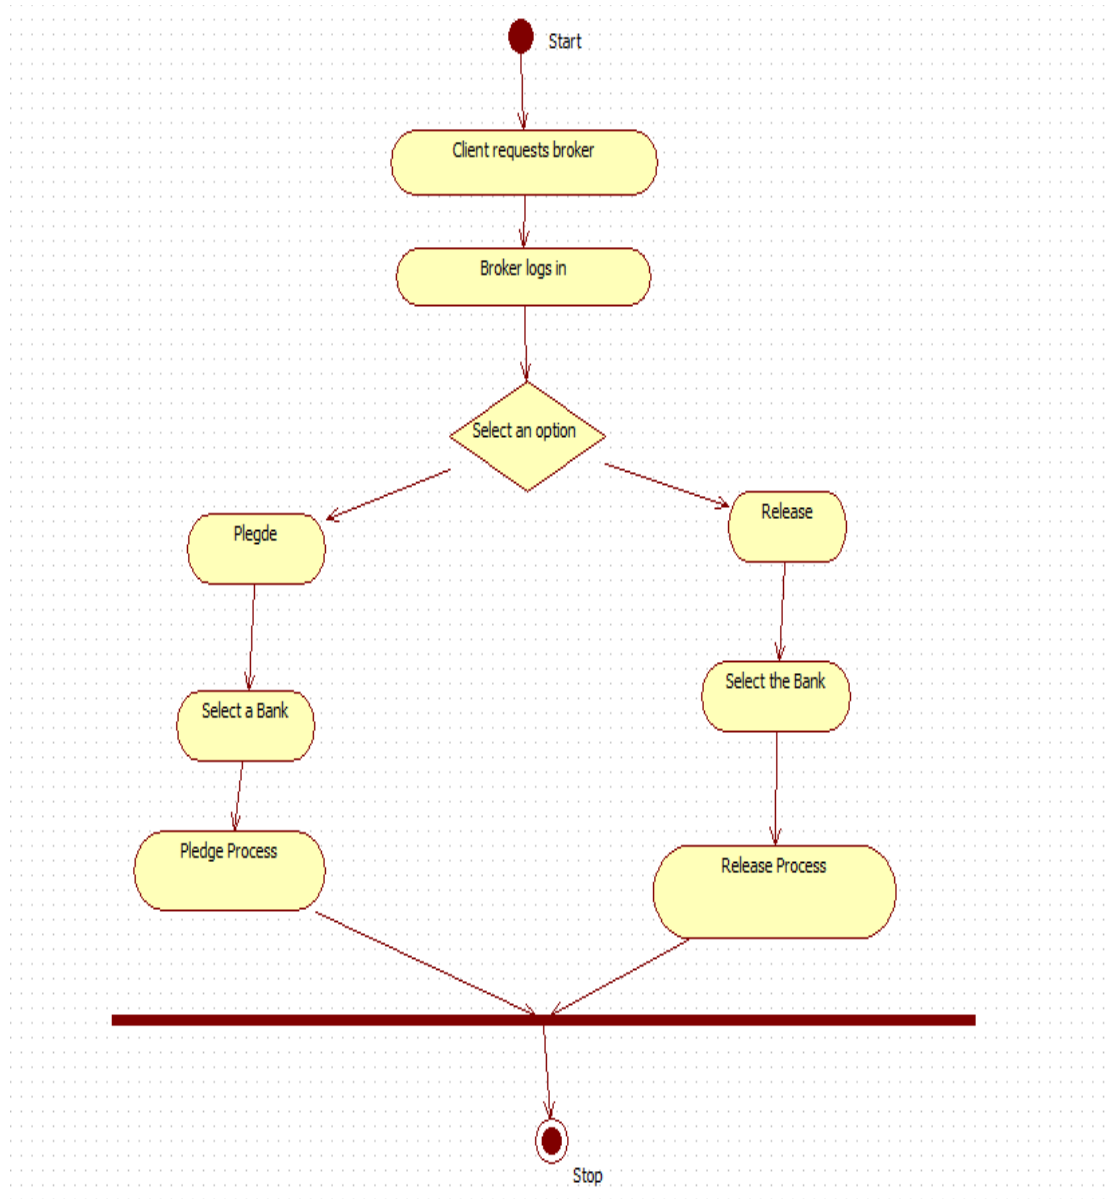 Start
Client requests broker
Broker logs in
Select an option
Plegde
Release
Select a Bank
Select the Bank
Pledge Process
Release Process
Stop